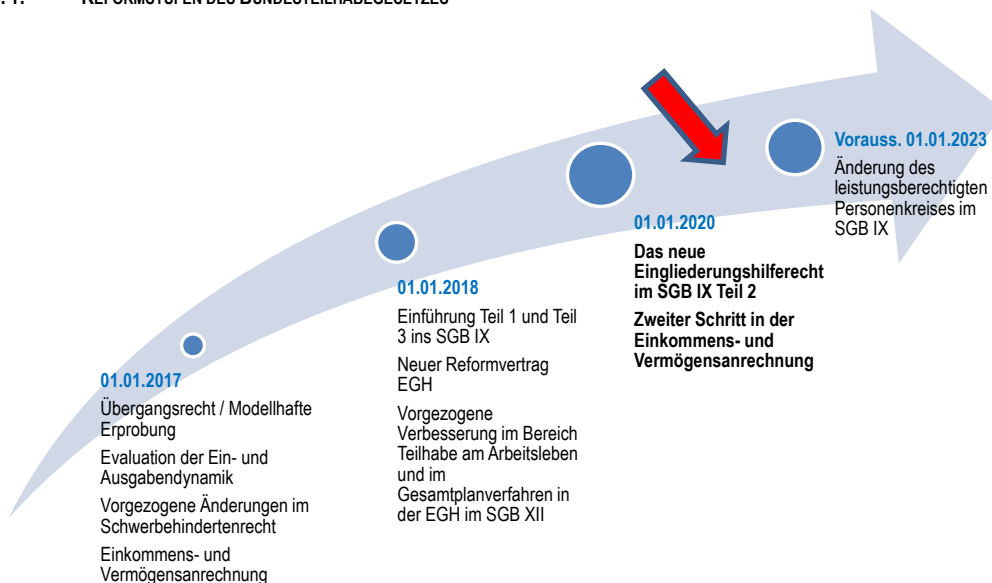 01.01.2017
Übergangsrecht / Modellhafte
Erprobung
Evaluation der Ein- und
Ausgabendynamik
Vorgezogene Änderungen im
Schwerbehindertenrecht
Einkommens- und
Vermögensanrechnung
01.01.2018
Einführung Teil 1 und Teil
3 ins SGB IX
Neuer Reformvertrag
EGH
Vorgezogene
Verbesserung im Bereich
Teilhabe am Arbeitsleben
und im
Gesamtplanverfahren in
der EGH im SGB XII
01.01.2020
Das neue
Eingliederungshilferecht
im SGB IX Teil 2
Zweiter Schritt in der
Einkommens- und
Vermögensanrechnung
Vorauss. 01.01.2023
Änderung des
leistungsberechtigten
Personenkreises im
SGB IX